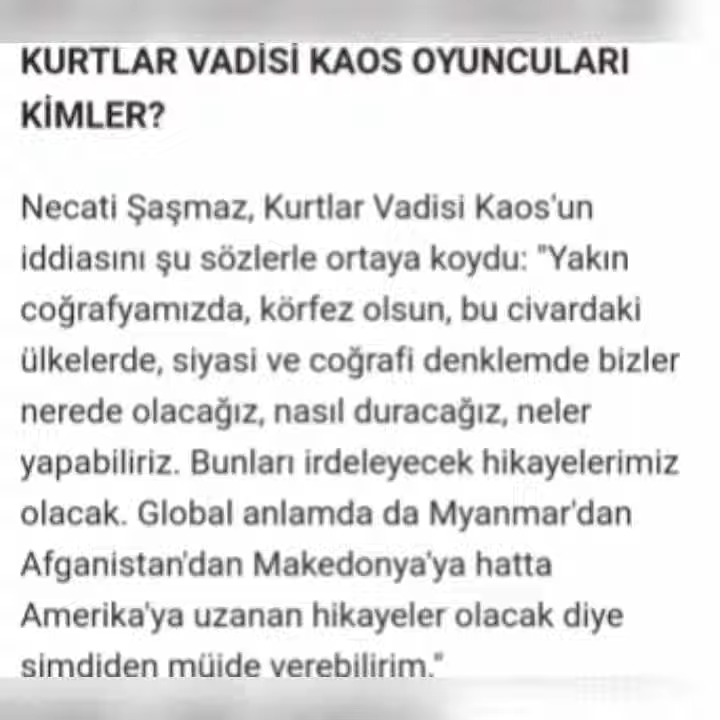 KURTLAR VADİSİ KAOS OYUNCULARI
KİMLER?
Necati Şaşmaz, Kurtlar Vadisi Kaos'un
iddiasını şu sözlerle ortaya koydu: "Yakın
coğrafyamızda, körfez olsun, bu civardaki
ülkelerde, siyasi ve coğrafi denklemde bizler
nerede olacağız, nasıl duracağız, neler
yapabiliriz. Bunları irdeleyecek hikayelerimiz
olacak. Global anlamda da Myanmar'dan
Afganistan'dan Makedonya'ya hatta
Amerika'ya uzanan hikayeler olacak diye
şimdiden müjde verebilirim."